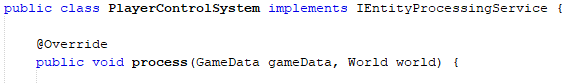 public class PlayerControlSystem implements IEntityProcessingService {
@Override
public void process(GameData gameData, World world) {